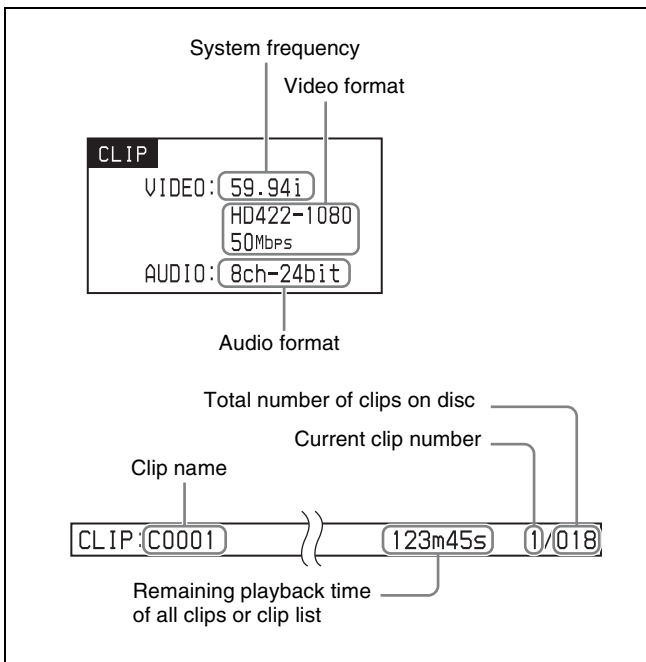 System frequency
Video format
CLIP
VIDEO: 59.94i
HD422-1080
50Mbps
AUDIO: 8ch-24bit
Audio format
Total number of clips on disc
Current clip number
Clip name
CLIP:C0001 123m45s 1/018
Remaining playback time
of all clips or clip list